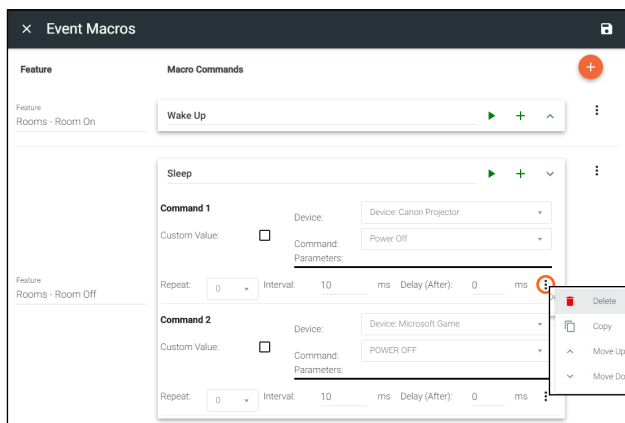 Event Macros
Feature Macro Commands
Feature
Rooms - Room On
Wake Up
Sleep
Command 1
Device: Device: Canon Projector
Custom Value:
Command: Power Off
Parameters:
Feature
Rooms - Room Off
Repeat: 0 Interval: 10 ms Delay (After): 0 ms
Delete
Command 2
Device: Device: Microsoft Game
Copy
Custom Value:
Command: POWER OFF
Move Up
Parameters:
Move Do
Repeat: 0 Interval: 10 ms Delay (After): 0 ms